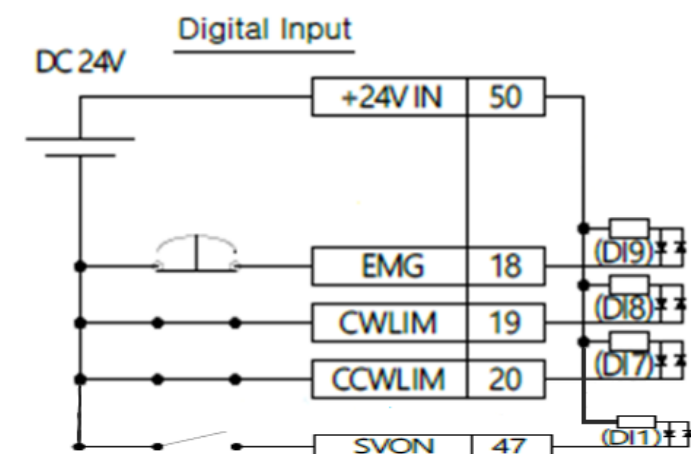 Digital Input
DC 24V
+24V IN 50
EMG 18 (DI9)
CWLIM 19 (DI8)
CCWLIM 20 (DI7)
SVON 47 (DI1)